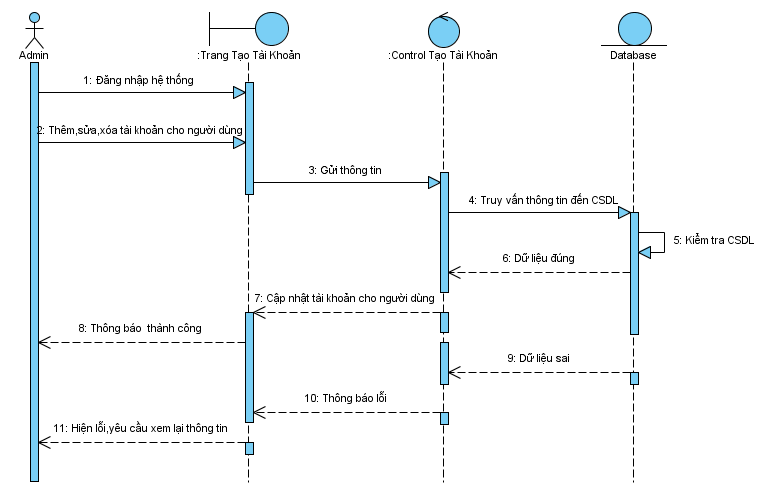 Admin
:Trang Tạo Tài Khoản
:Control Tạo Tài Khoản
Database
1: Đăng nhập hệ thống
2: Thêm,sửa,xóa tài khoản cho người dùng
3: Gửi thông tin
4: Truy vấn thông tin đến CSDL
5: Kiểm tra CSDL
6: Dữ liệu đúng
7: Cập nhật tài khoản cho người dùng
8: Thông báo thành công
9: Dữ liệu sai
10: Thông báo lỗi
11: Hiện lỗi,yêu cầu xem lại thông tin